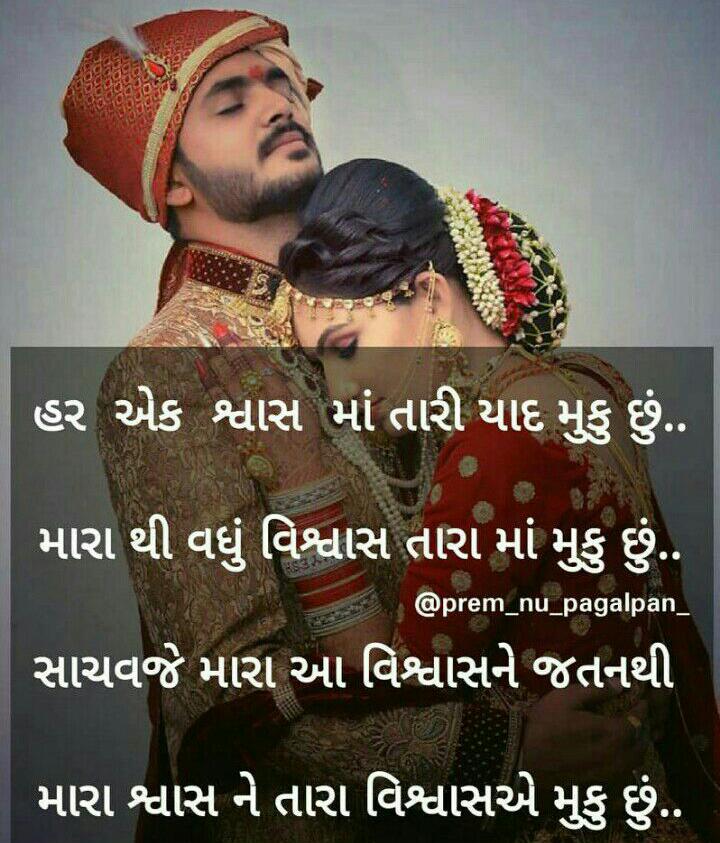 હર એક શ્વાસ માં તારી યાદ મુકુ છું..
મારા થી વધું વિશ્વાસ તારા માં મુકુ છું..
@prem_nu_pagalpan_
સાચવજે મારા આ વિશ્વાસને જતનથી
મારા શ્વાસ ને તારા વિશ્વાસએ મુકુ છું..